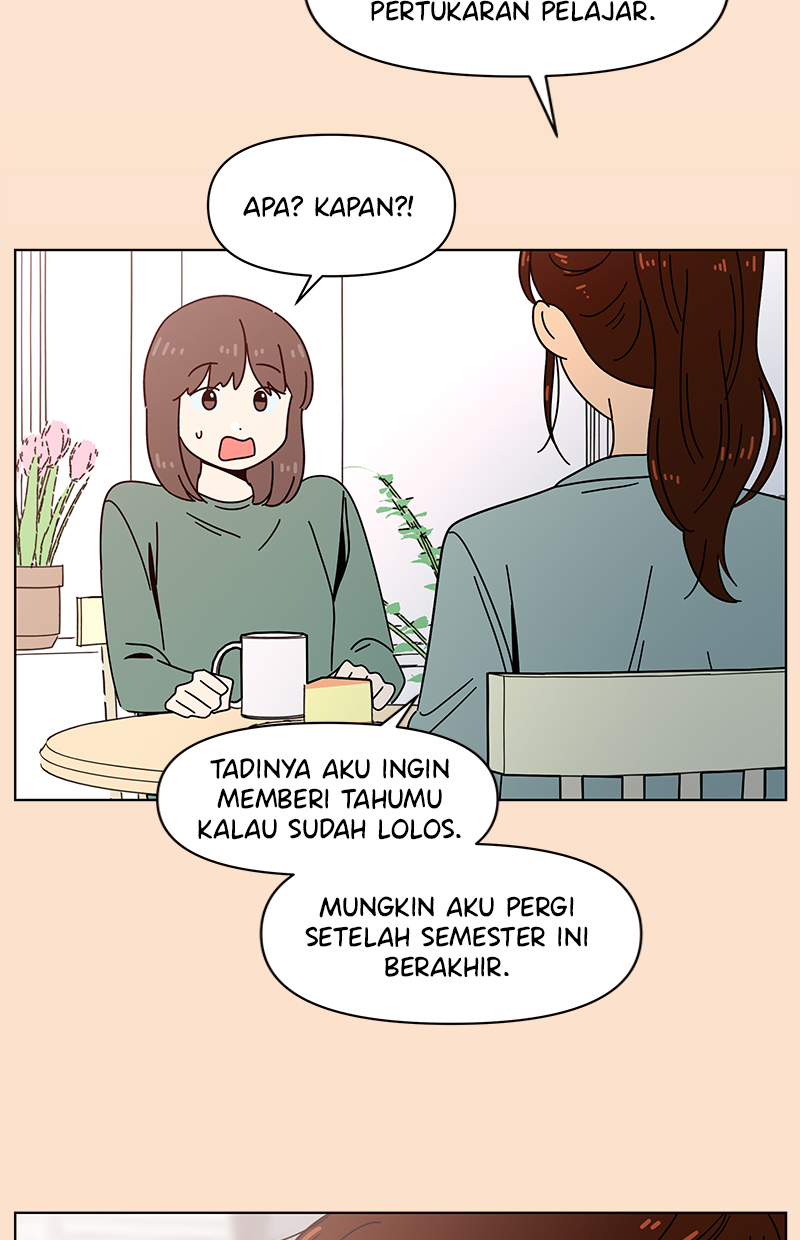 PERTUKARAN PELAJAR.
APA? KAPAN?!
TADINYA AKU INGIN
MEMBERI TAHUMU
KALAU SUDAH LOLOS.
MUNGKIN AKU PERGI
SETELAH SEMESTER INI
BERAKHIR.